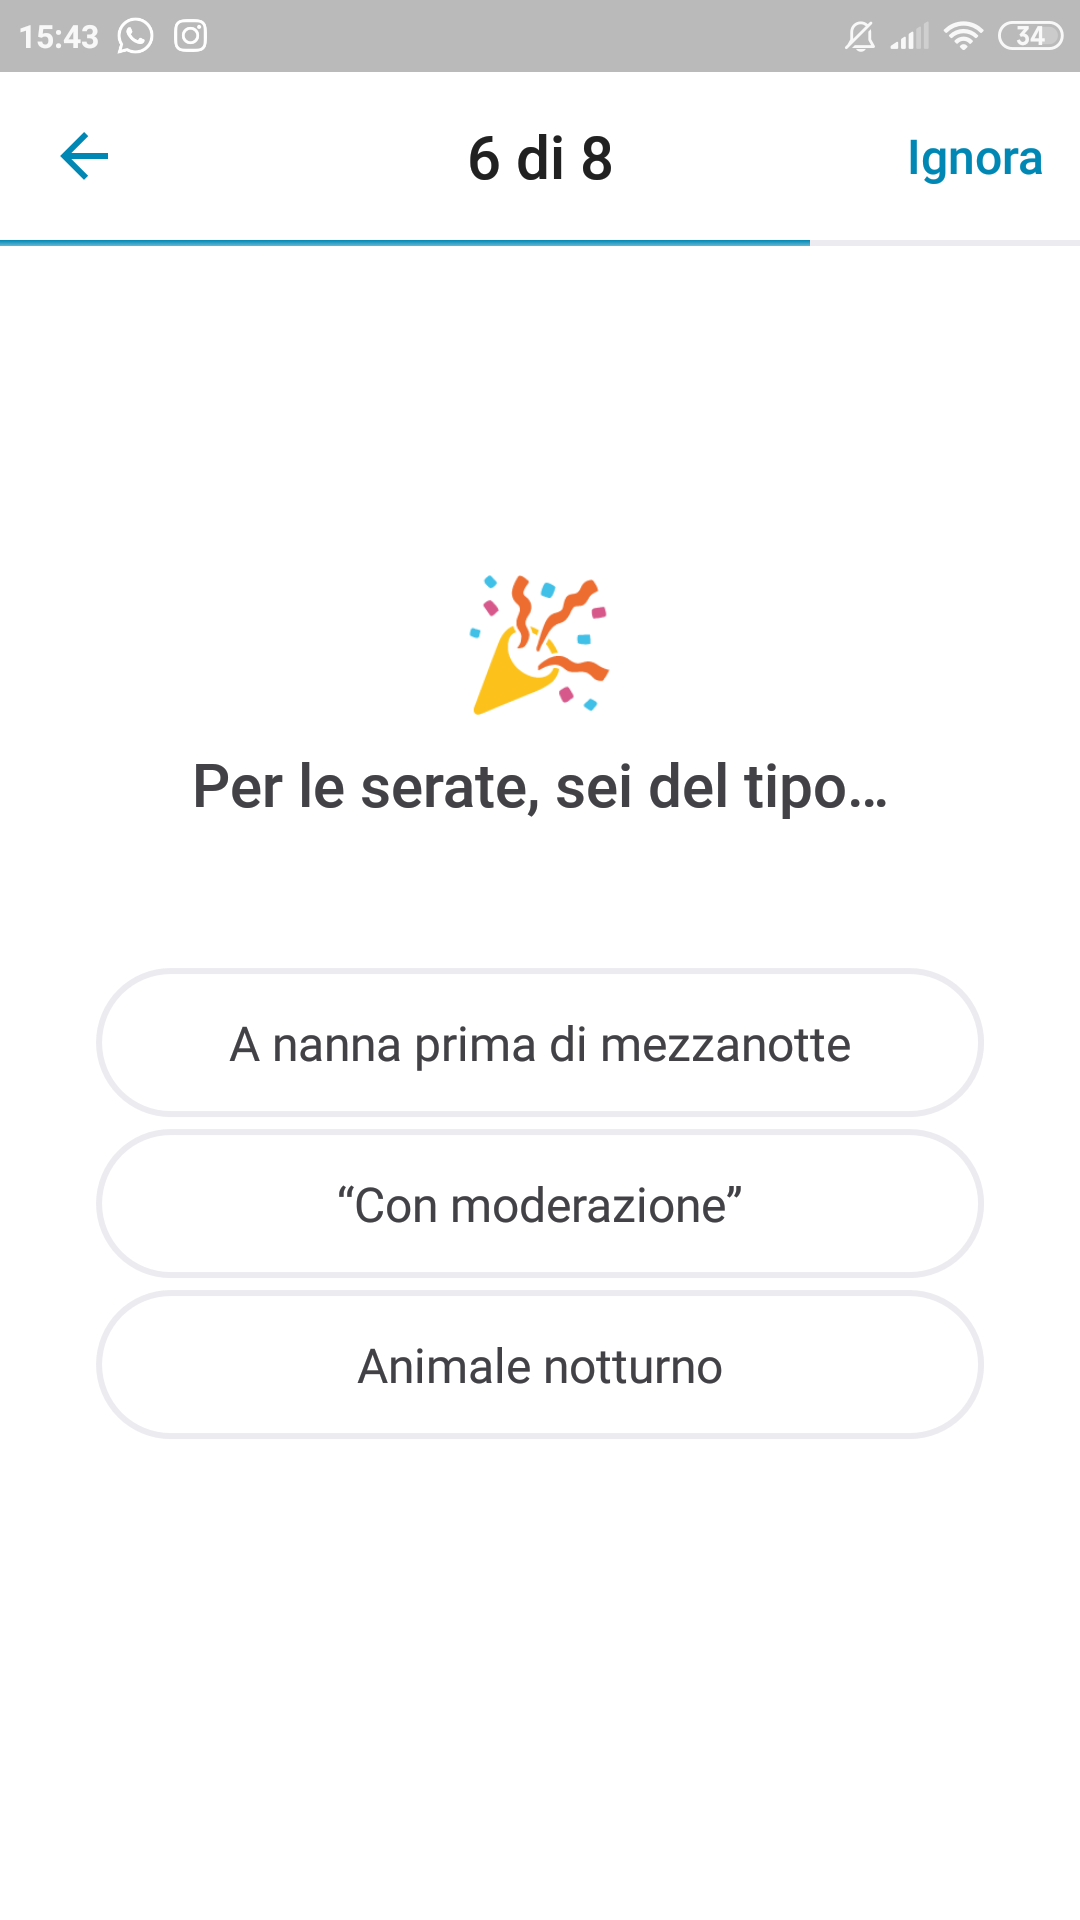 15:43 34
6 di 8 Ignora
Per le serate, sei del tipo...
A nanna prima di mezzanotte
“Con moderazione”
Animale notturno